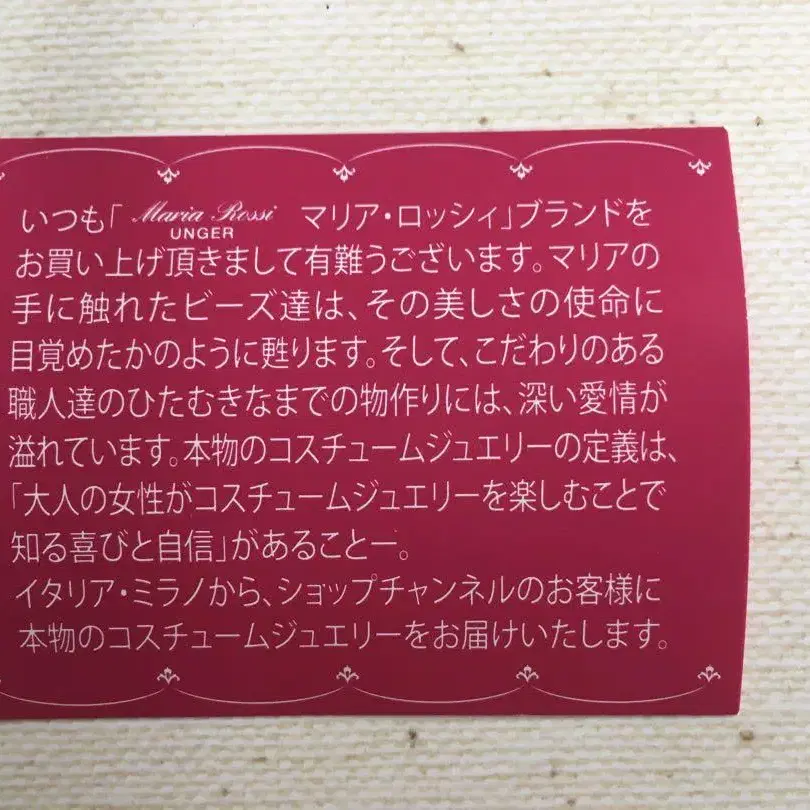 いつも「Maria Rossi マリア・ロッシィ」ブランドを
UNGER
お買い上げ頂きまして有難うございます。マリアの
手に触れたビーズ達は、その美しさの使命に
目覚めたかのように甦ります。そして、こだわりのある
職人達のひたむきなまでの物作りには、深い愛情が
溢れています。本物のコスチュームジュエリーの定義は、
「大人の女性がコスチュームジュエリーを楽しむことで
知る喜びと自信」があることー。
イタリア・ミラノから、ショップチャンネルのお客様に
本物のコスチュームジュエリーをお届けいたします。